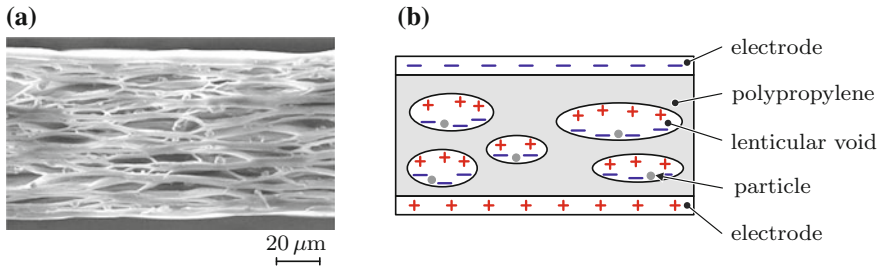 (a)
20 µm
(b)
electrode
polypropylene
lenticular void
particle
electrode